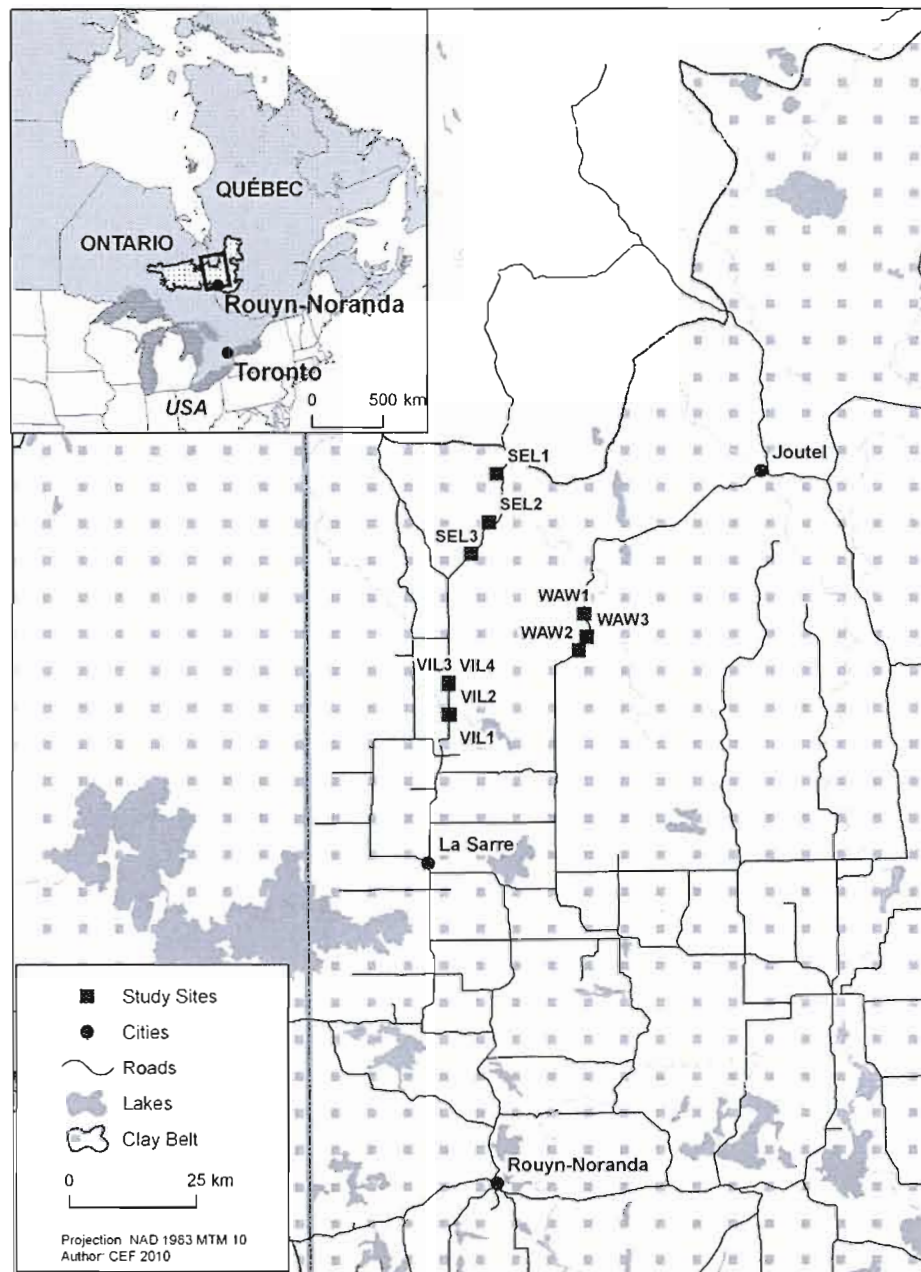 QUÉBEC
ONTARIO
Rouyn-Noranda
Toronto
USA
0 500 km
SEL1
Joutel
SEL2
SEL3
WAW1
WAW3
WAW2
VIL3 VIL4
VIL2
VIL1
La Sarre
Study Sites
Cities
Roads
Lakes
Clay Belt
0 25 km
Rouyn-Noranda
Projection: NAD 1983 MTM 10
Author: CEF 2010